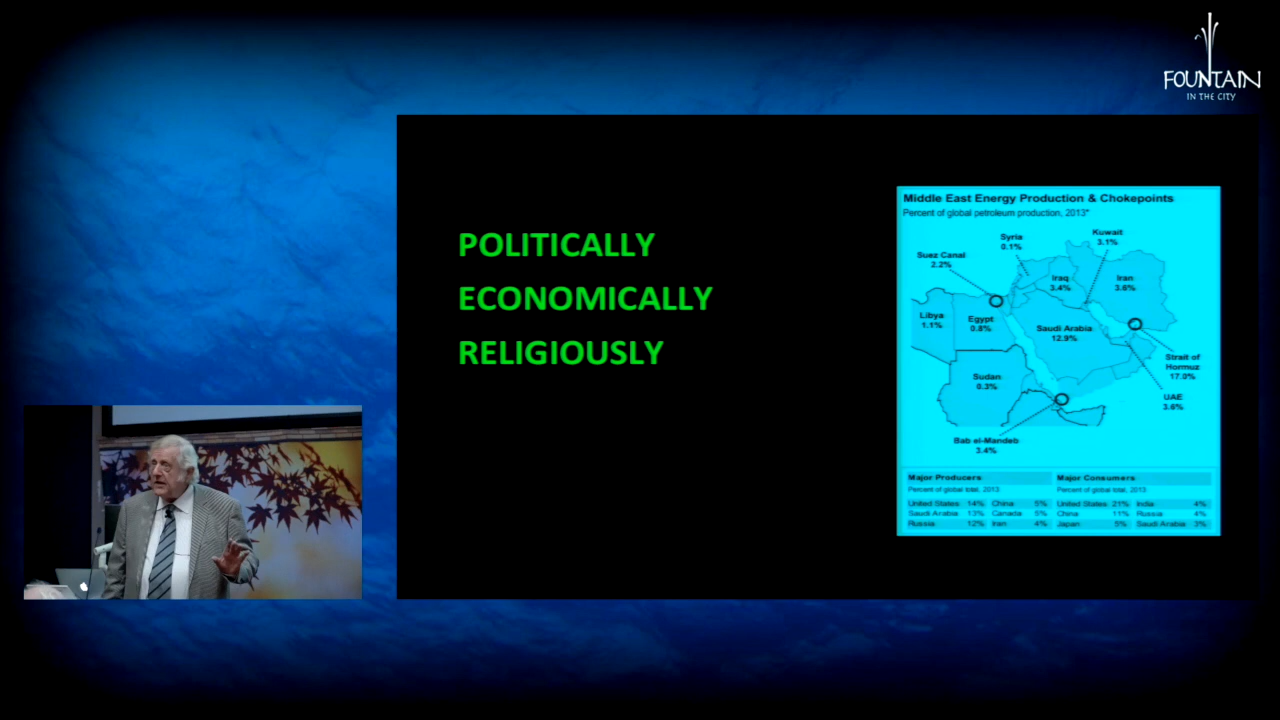 FOUNTAIN
IN THE CITY
POLITICALLY
ECONOMICALLY
RELIGIOUSLY
Middle East Energy Production & Chokepoints
Percent of global petroleum production, 2013*
Syria
0.1%
Kuwait
3.1%
Suez Canal
2.2%
Iraq
3.4%
Iran
3.6%
Libya
1.1%
Egypt
0.8%
Saudi Arabia
12.9%
Strait of
Hormuz
17.0%
Sudan
0.3%
UAE
3.6%
Bab el-Mandeb
3.4%
Major Producers
Percent of global total, 2013
United States 14% China 5%
Saudi Arabia 13% Canada 5%
Russia 12% Iran 4%
Major Consumers
Percent of global total, 2013
United States 21% India 4%
China 11% Russia 4%
Japan 5% Saudi Arabia 3%